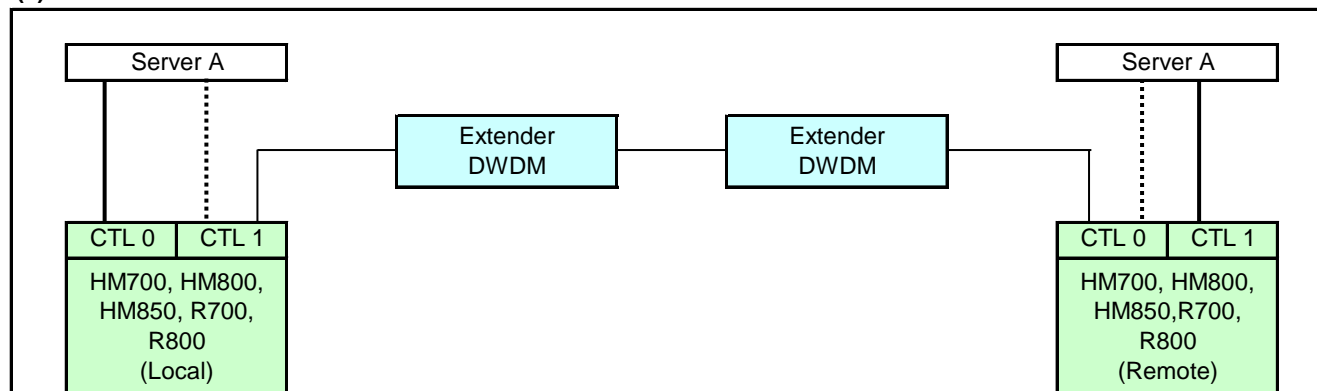 Server A
Server A
Extender
DWDM
Extender
DWDM
CTL 0
CTL 1
CTL 0
CTL 1
HM700, HM800,
HM850, R700,
R800
(Local)
HM700, HM800,
HM850,R700,
R800
(Remote)